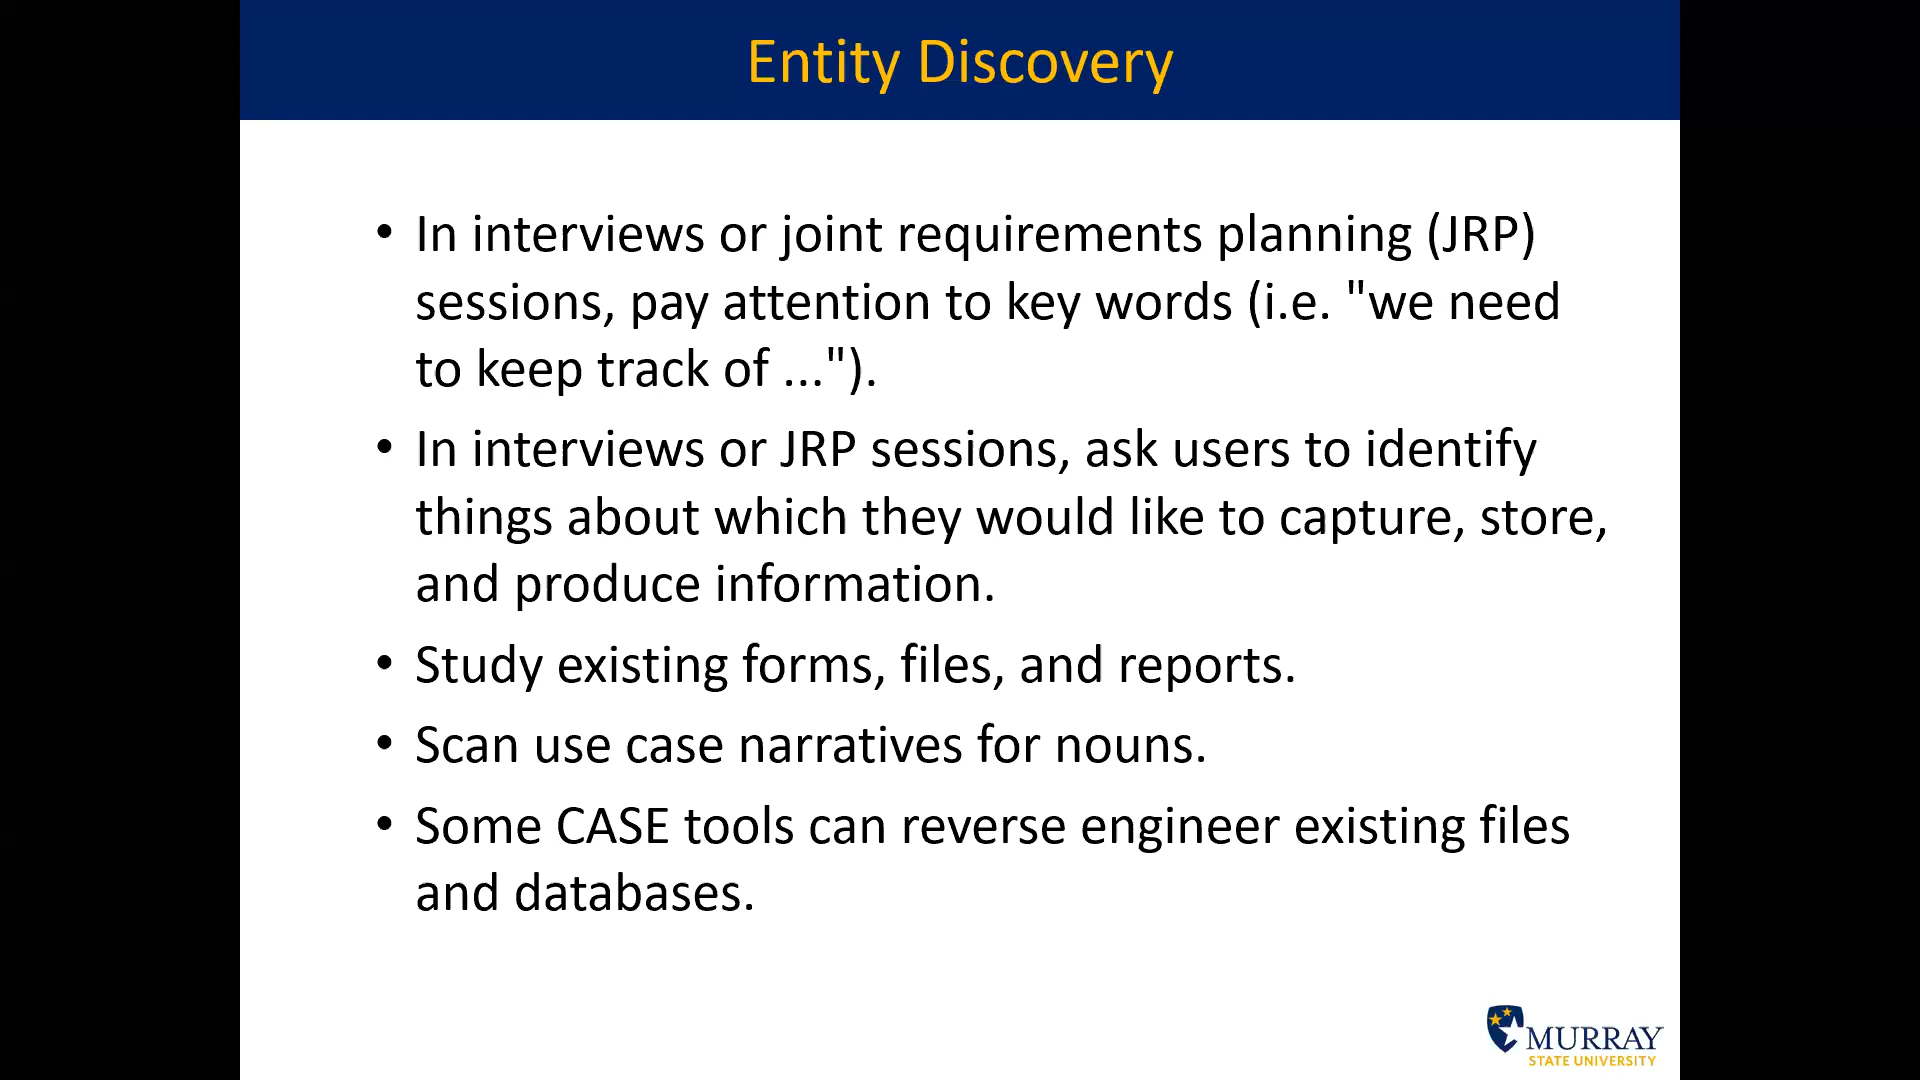 Entity Discovery
• In interviews or joint requirements planning (JRP)
sessions, pay attention to key words (i.e. "we need
to keep track of ...").
• In interviews or JRP sessions, ask users to identify
things about which they would like to capture, store,
and produce information.
• Study existing forms, files, and reports.
• Scan use case narratives for nouns.
• Some CASE tools can reverse engineer existing files
and databases.
MURRAY
STATE UNIVERSITY